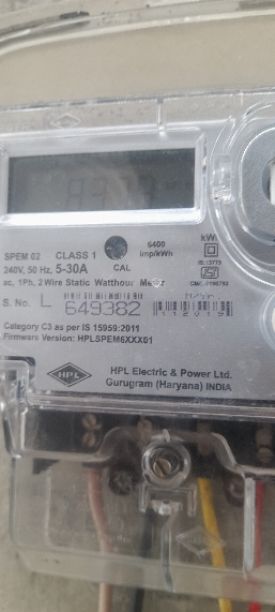 SPEM 02 CLASS 1 6400 kW
240V, 50 Hz, 5-30A CAL imp/kWh
ac, 1Ph, 2 Wire Static Watthour Meter
S. No. L 649382
Category C3 as per IS 15959:2011
Firmware Version: HPLSPEM6XXX01
HPL
HPL Electric & Power Ltd.
Gurugram (Haryana) INDIA